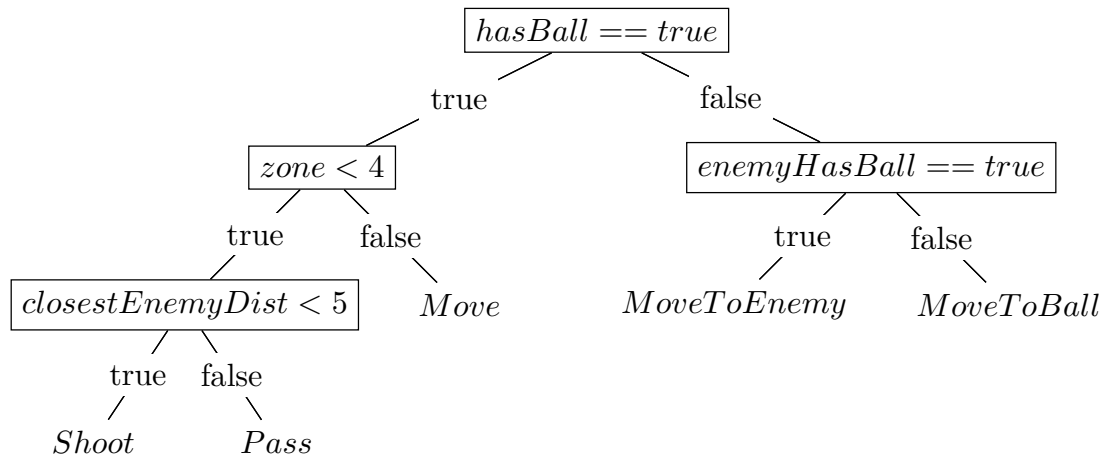 hasBall == true
true
false
zone < 4
enemyHasBall == true
true
false
true
false
closestEnemyDist < 5
Move
MoveToEnemy
MoveToBall
true
false
Shoot
Pass